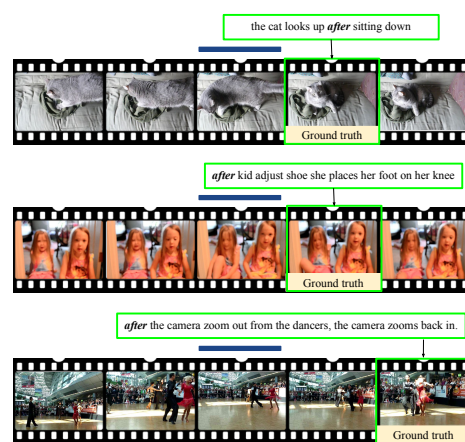 the cat looks up after sitting down
Ground truth
after kid adjust shoe she places her foot on her knee
Ground truth
after the camera zoom out from the dancers, the camera zooms back in.
Ground truth